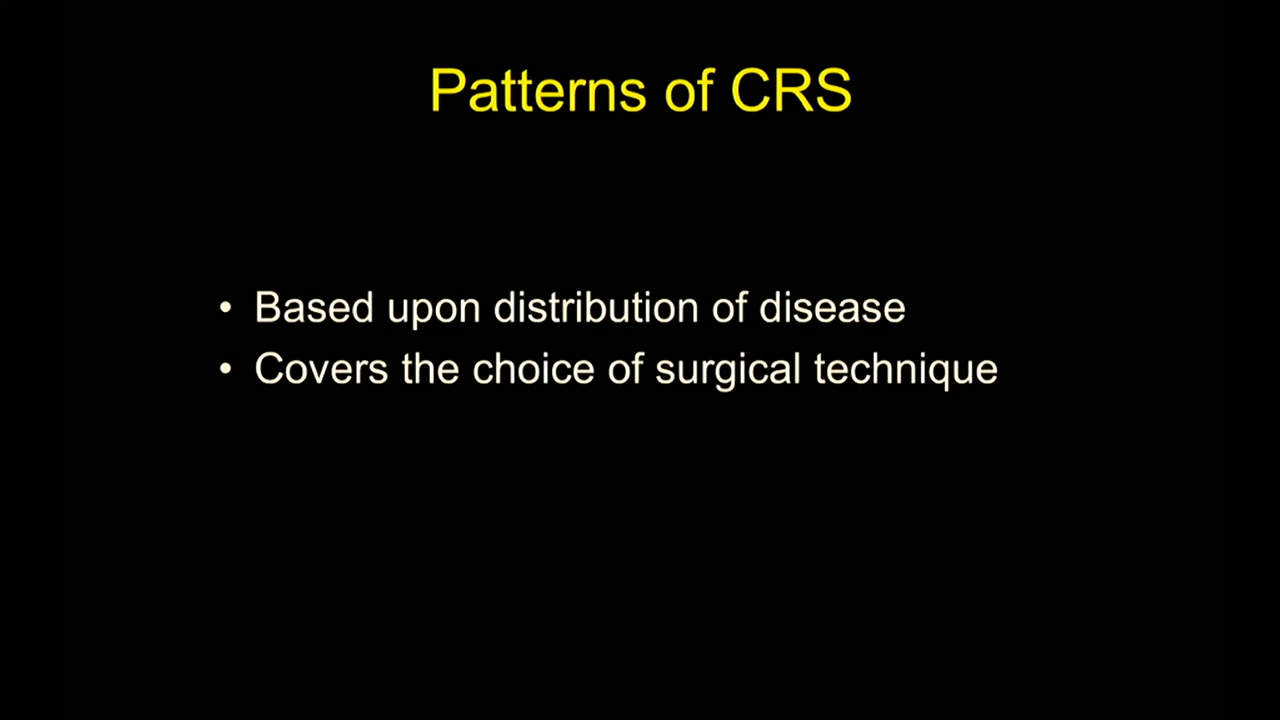 Patterns of CRS
• Based upon distribution of disease
• Covers the choice of surgical technique